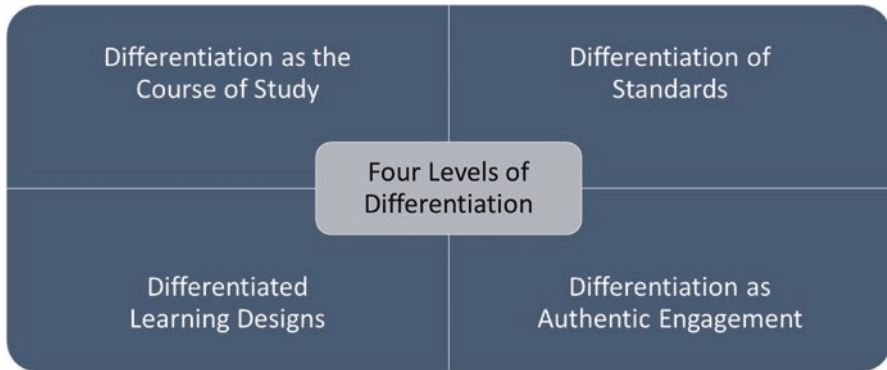 Differentiation as the
Course of Study
Differentiation of
Standards
Four Levels of
Differentiation
Differentiated
Learning Designs
Differentiation as
Authentic Engagement